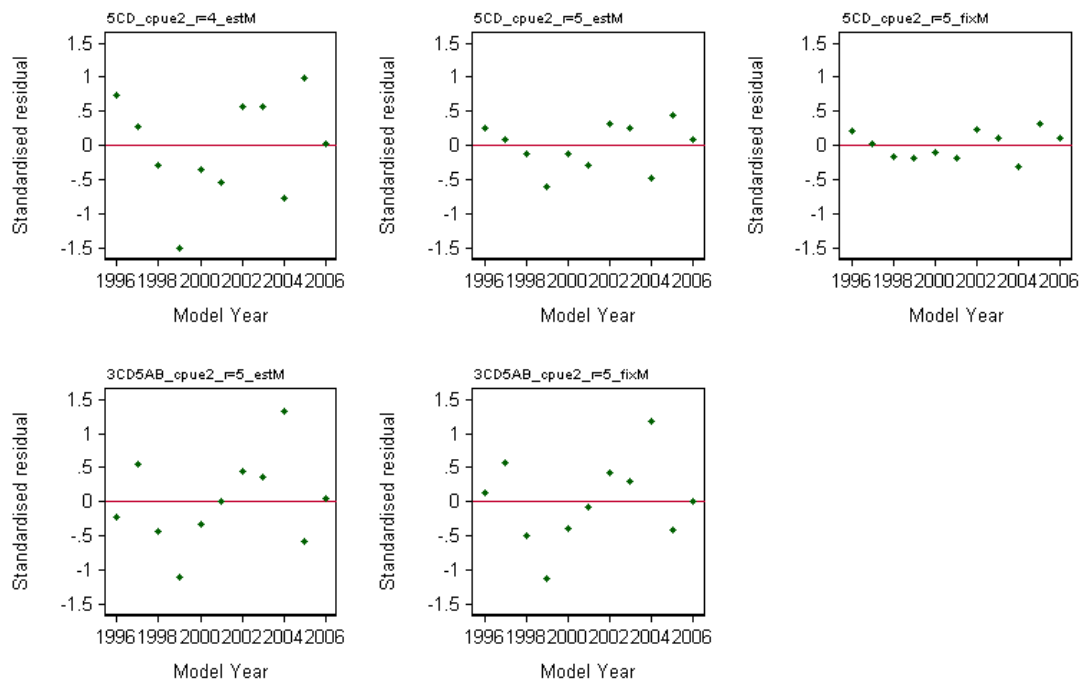 5CD_cpue2_r=4_estM
5CD_cpue2_r=5_estM
5CD_cpue2_r=5_fixM
Standardised residual
1.5
1
.5
0
-.5
-1
-1.5
1996 1998 2000 2002 2004 2006
Model Year
Standardised residual
1.5
1
.5
0
-.5
-1
-1.5
1996 1998 2000 2002 2004 2006
Model Year
Standardised residual
1.5
1
.5
0
-.5
-1
-1.5
1996 1998 2000 2002 2004 2006
Model Year
3CD5AB_cpue2_r=5_estM
3CD5AB_cpue2_r=5_fixM
Standardised residual
1.5
1
.5
0
-.5
-1
-1.5
1996 1998 2000 2002 2004 2006
Model Year
Standardised residual
1.5
1
.5
0
-.5
-1
-1.5
1996 1998 2000 2002 2004 2006
Model Year